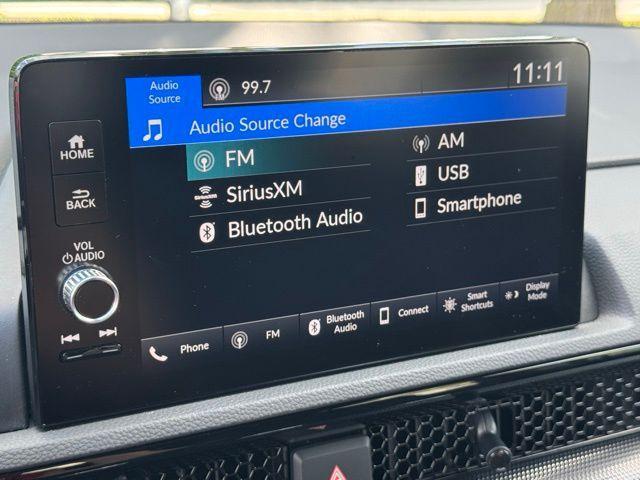 Audio
Source
FM
99.7
11:11
Audio Source Change
HOME
BACK
VOL
AUDIO
FM
AM
SiriusXM
USB
Bluetooth Audio
Smartphone
Phone
FM
Bluetooth
Audio
Connect
Smart
Shortcuts
Display
Mode